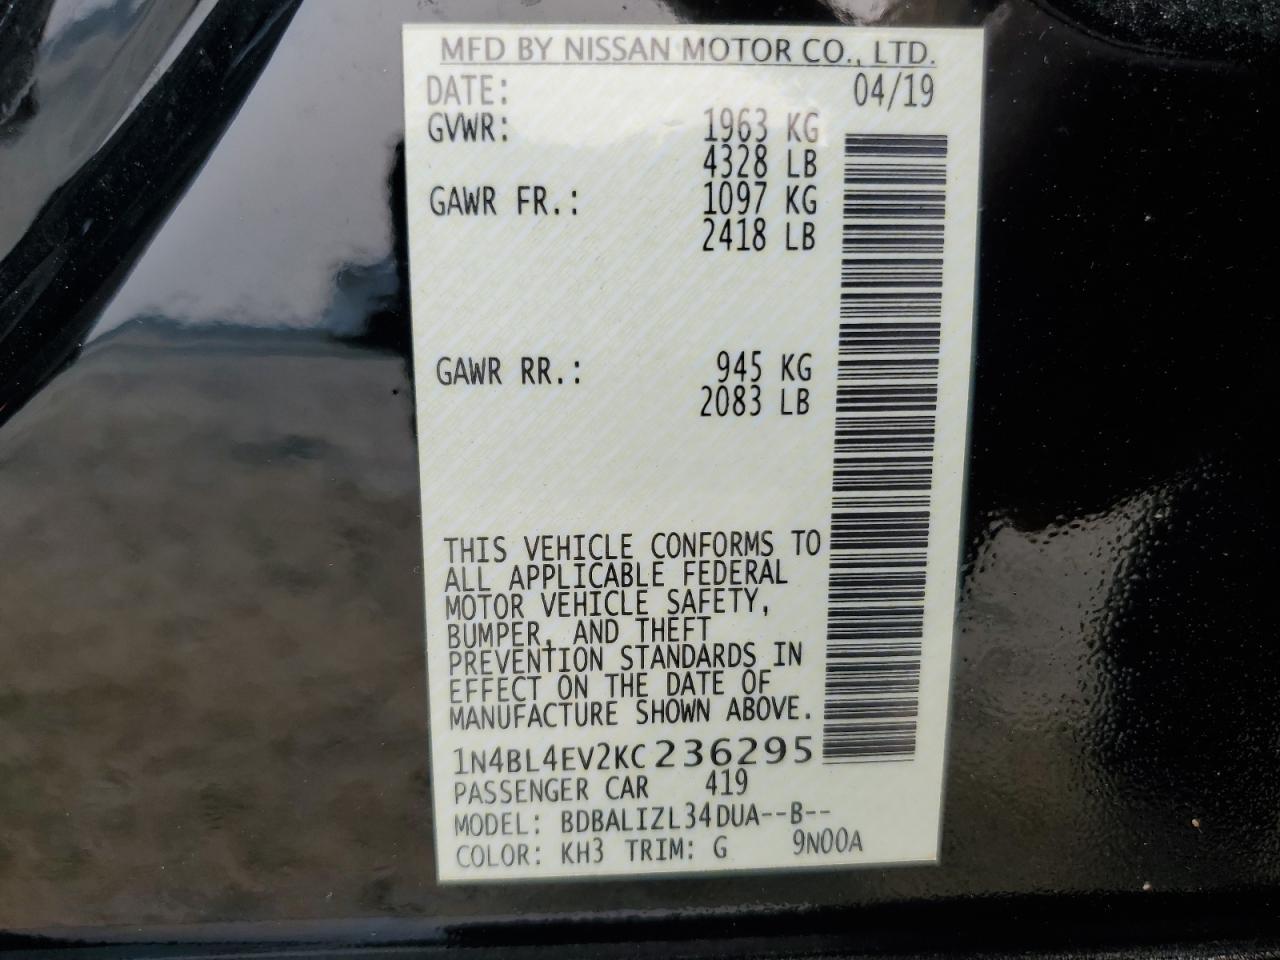 MFD BY NISSAN MOTOR CO., LTD.
DATE: 04/19
GVWR: 1963 KG
4328 LB
GAWR FR.: 1097 KG
2418 LB
GAWR RR.: 945 KG
2083 LB
THIS VEHICLE CONFORMS TO
ALL APPLICABLE FEDERAL
MOTOR VEHICLE SAFETY,
BUMPER, AND THEFT
PREVENTION STANDARDS IN
EFFECT ON THE DATE OF
MANUFACTURE SHOWN ABOVE.
1N4BL4EV2KC236295
PASSENGER CAR 419
MODEL: BDBALIZL34DUA--B--
COLOR: KH3 TRIM: G 9N00A